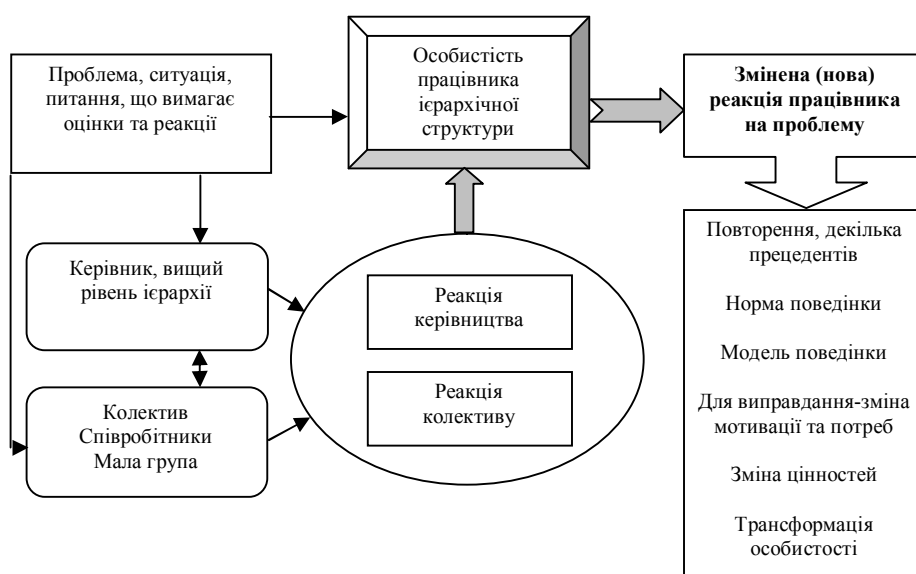 Проблема, ситуація,
питання, що вимагає
оцінки та реакції
Особистість
працівника
ієрархічної
структури
Змінена (нова)
реакція працівника
на проблему
Керівник, вищий
рівень ієрархії
Колектив
Співробітники
Мала група
Реакція
керівництва
Реакція
колективу
Повторення, декілька
прецедентів
Норма поведінки
Модель поведінки
Для виправдання-зміна
мотивації та потреб
Зміна цінностей
Трансформація
особистості